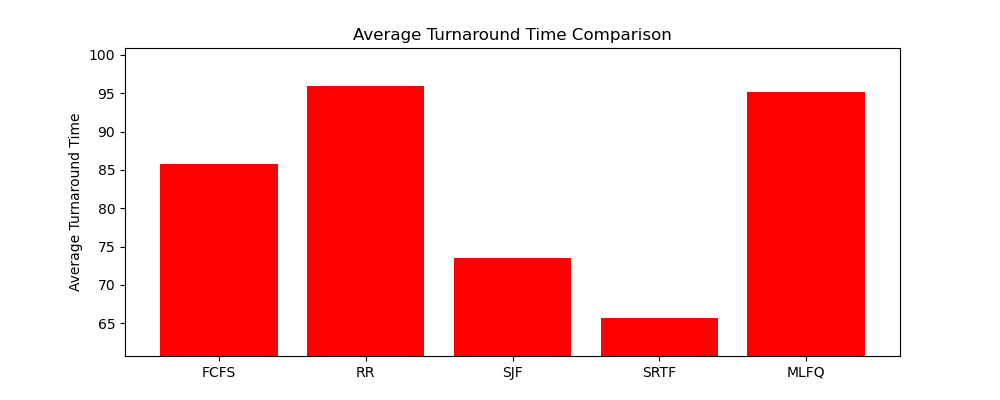 Average Turnaround Time Comparison
Average Turnaround Time
100
95
90
85
80
75
70
65
FCFS
RR
SJF
SRTF
MLFQ